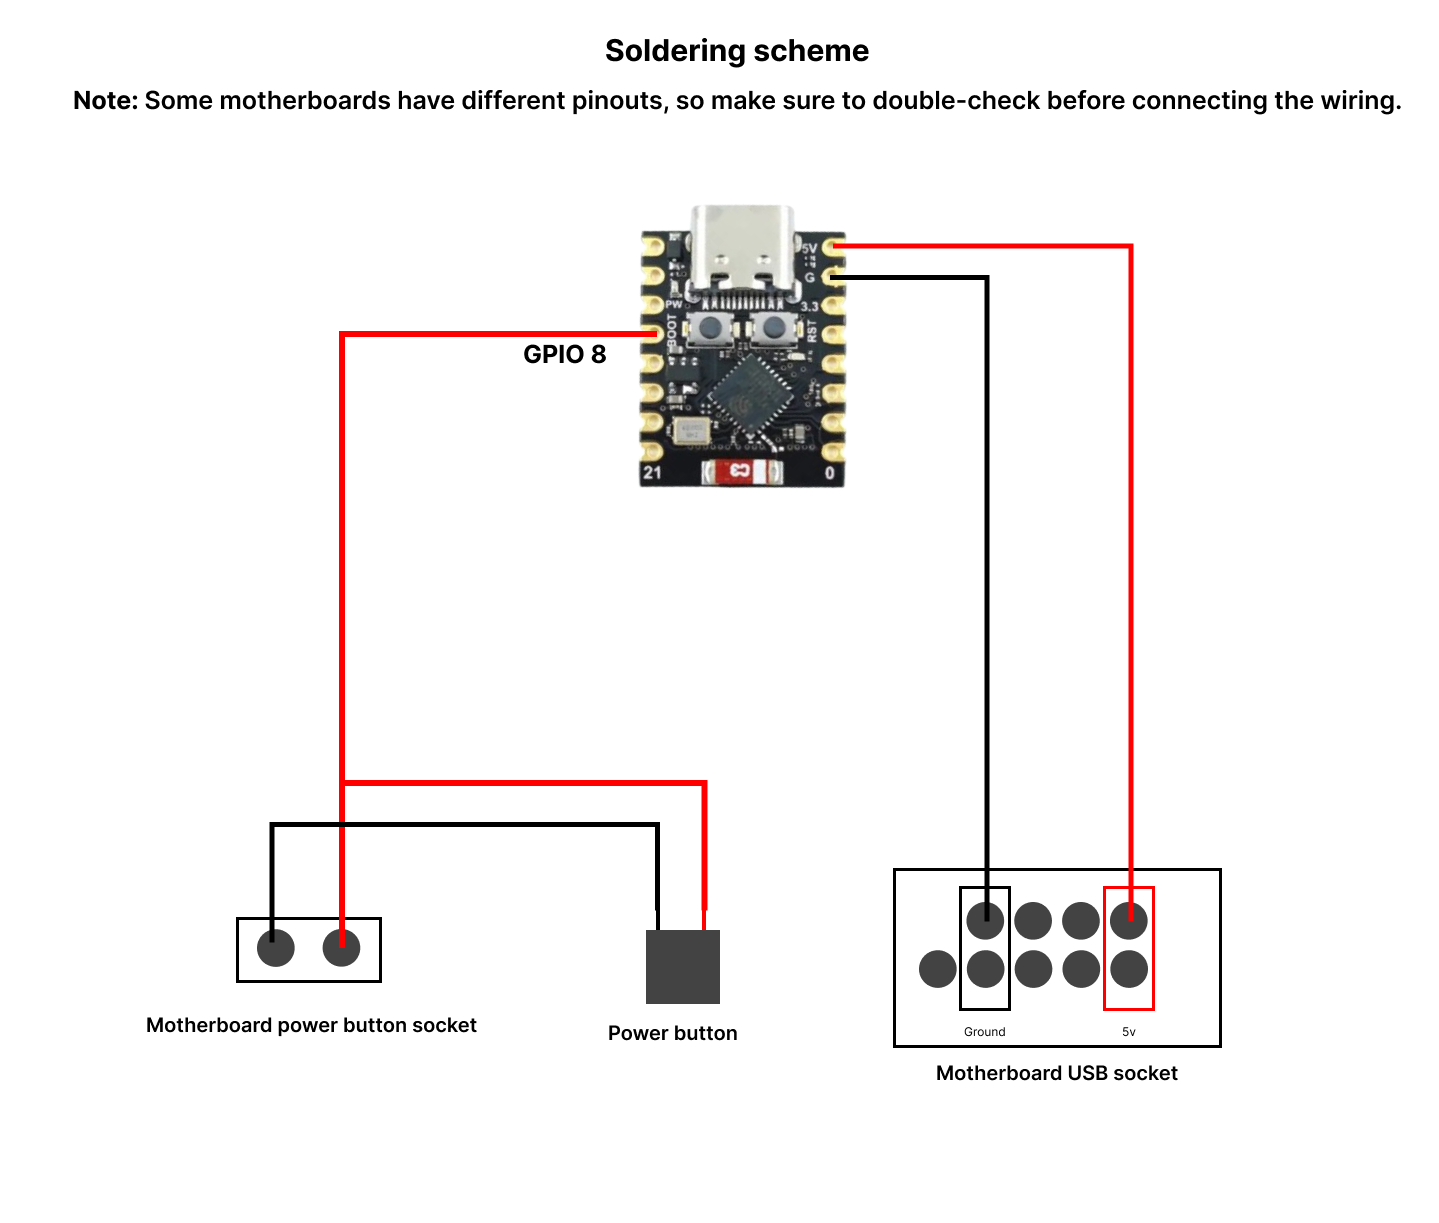 Soldering scheme
Note: Some motherboards have different pinouts, so make sure to double-check before connecting the wiring.
5V
G
PW
3.3
BOOT
RST
GPIO 8
21
C3
0
Motherboard power button socket
Power button
Ground
5v
Motherboard USB socket